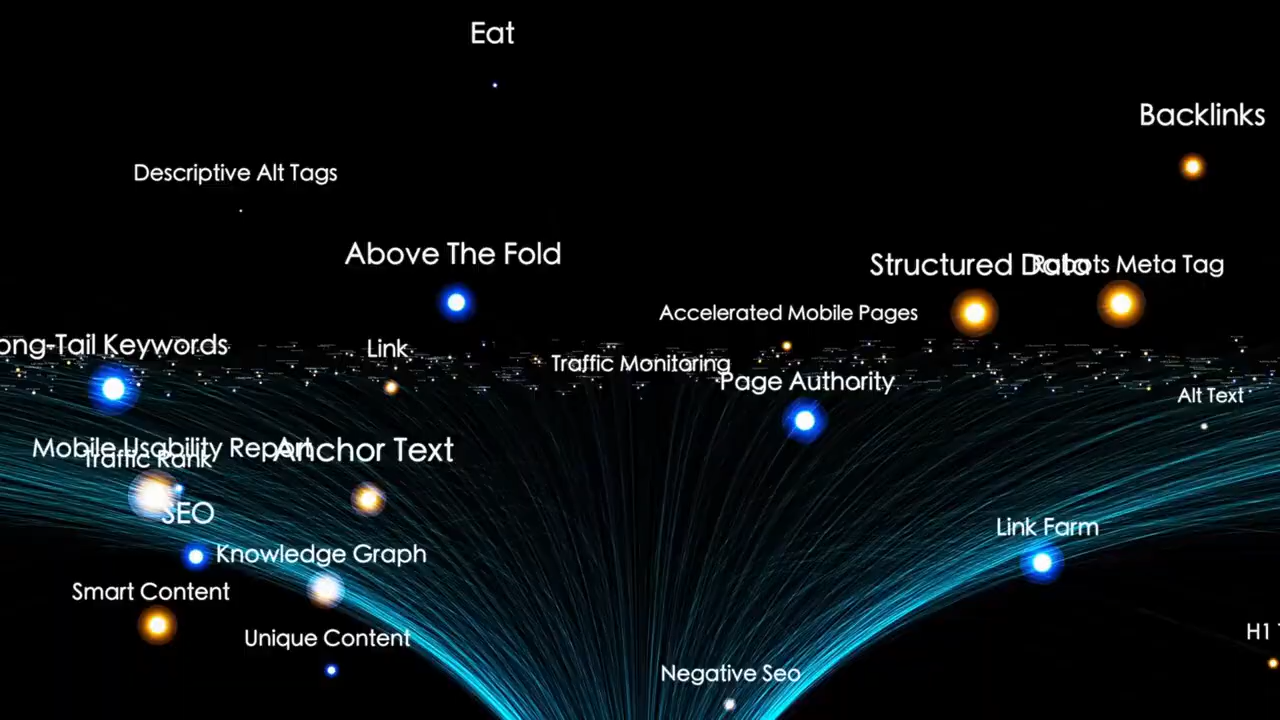 Eat
Backlinks
Descriptive Alt Tags
Above The Fold
Structured Data
Robots Meta Tag
Accelerated Mobile Pages
ong-Tail Keywords
Link
Traffic Monitoring
Page Authority
Alt Text
Mobile Usability Report
Anchor Text
Traffic Rank
SEO
Link Farm
Knowledge Graph
Smart Content
H1
Unique Content
Negative Seo